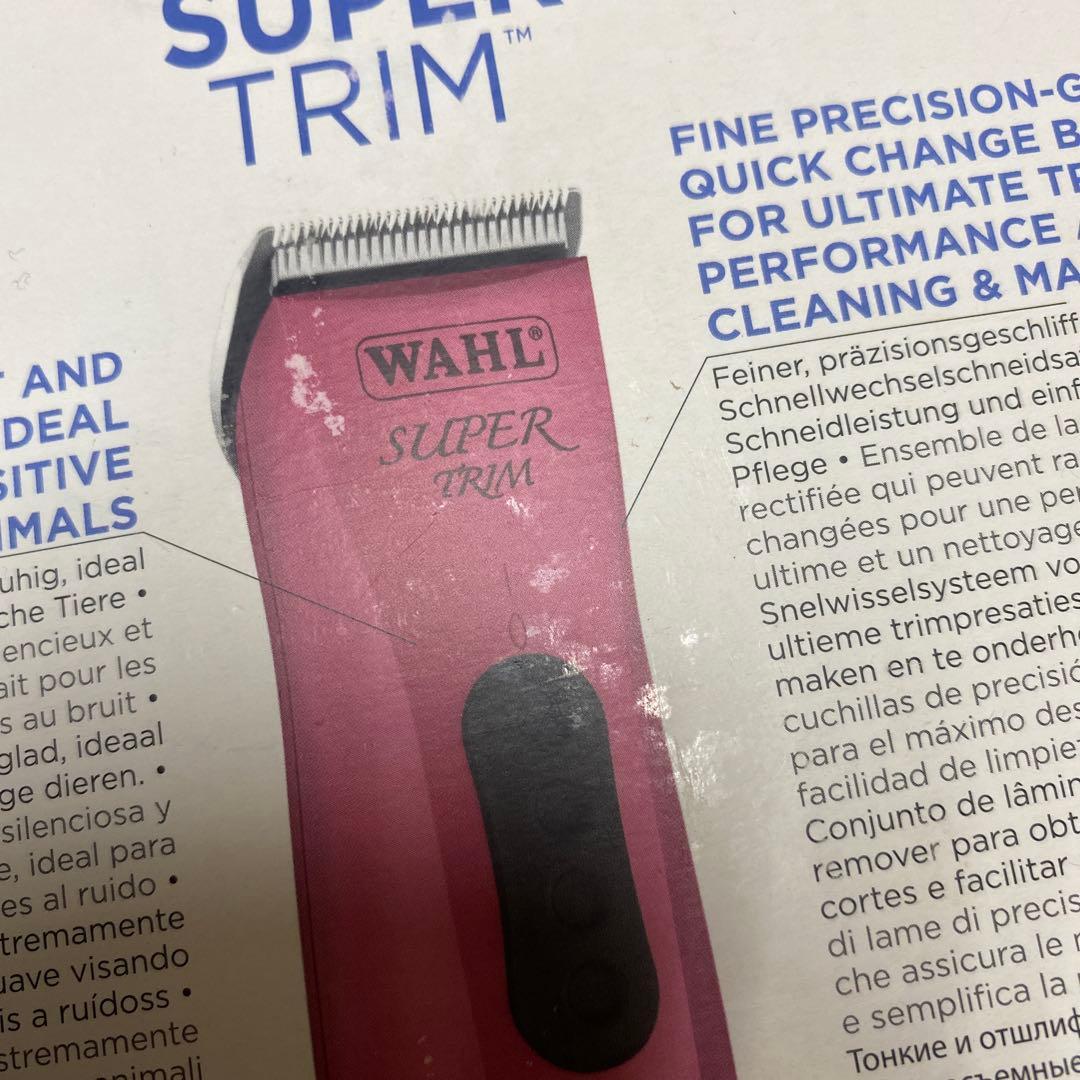 SUPER
TRIM™
FINE PRECISION-G
QUICK CHANGE B
FOR ULTIMATE TR
PERFORMANCE
CLEANING & MA
Feiner, präzisionsgeschliff
Schnellwechselschneidsa
Schneidleistung und einf
Pflege • Ensemble de la
rectifiée qui peuvent ra
changées pour une per
ultime et un nettoyage
Snelwisselsysteem vo
ultieme trimpresaties
maken en te onderho
cuchillas de precisió
para el máximo des
facilidad de limpie
Conjunto de lâmin
remover para obt
cortes e facilitar
di lame di precis
che assicura le
e semplifica la
Тонкие и отшлиф
съемные
WAHL®
SUPER
TRIM
T AND
DEAL
SITIVE
IMALS
uhig, ideal
che Tiere •
encieux et
ait pour les
s au bruit •
glad, ideaal
ge dieren. •
silenciosa y
e, ideal para
es al ruido •
tremamente
uave visando
is a ruídoss •
stremamente
animali